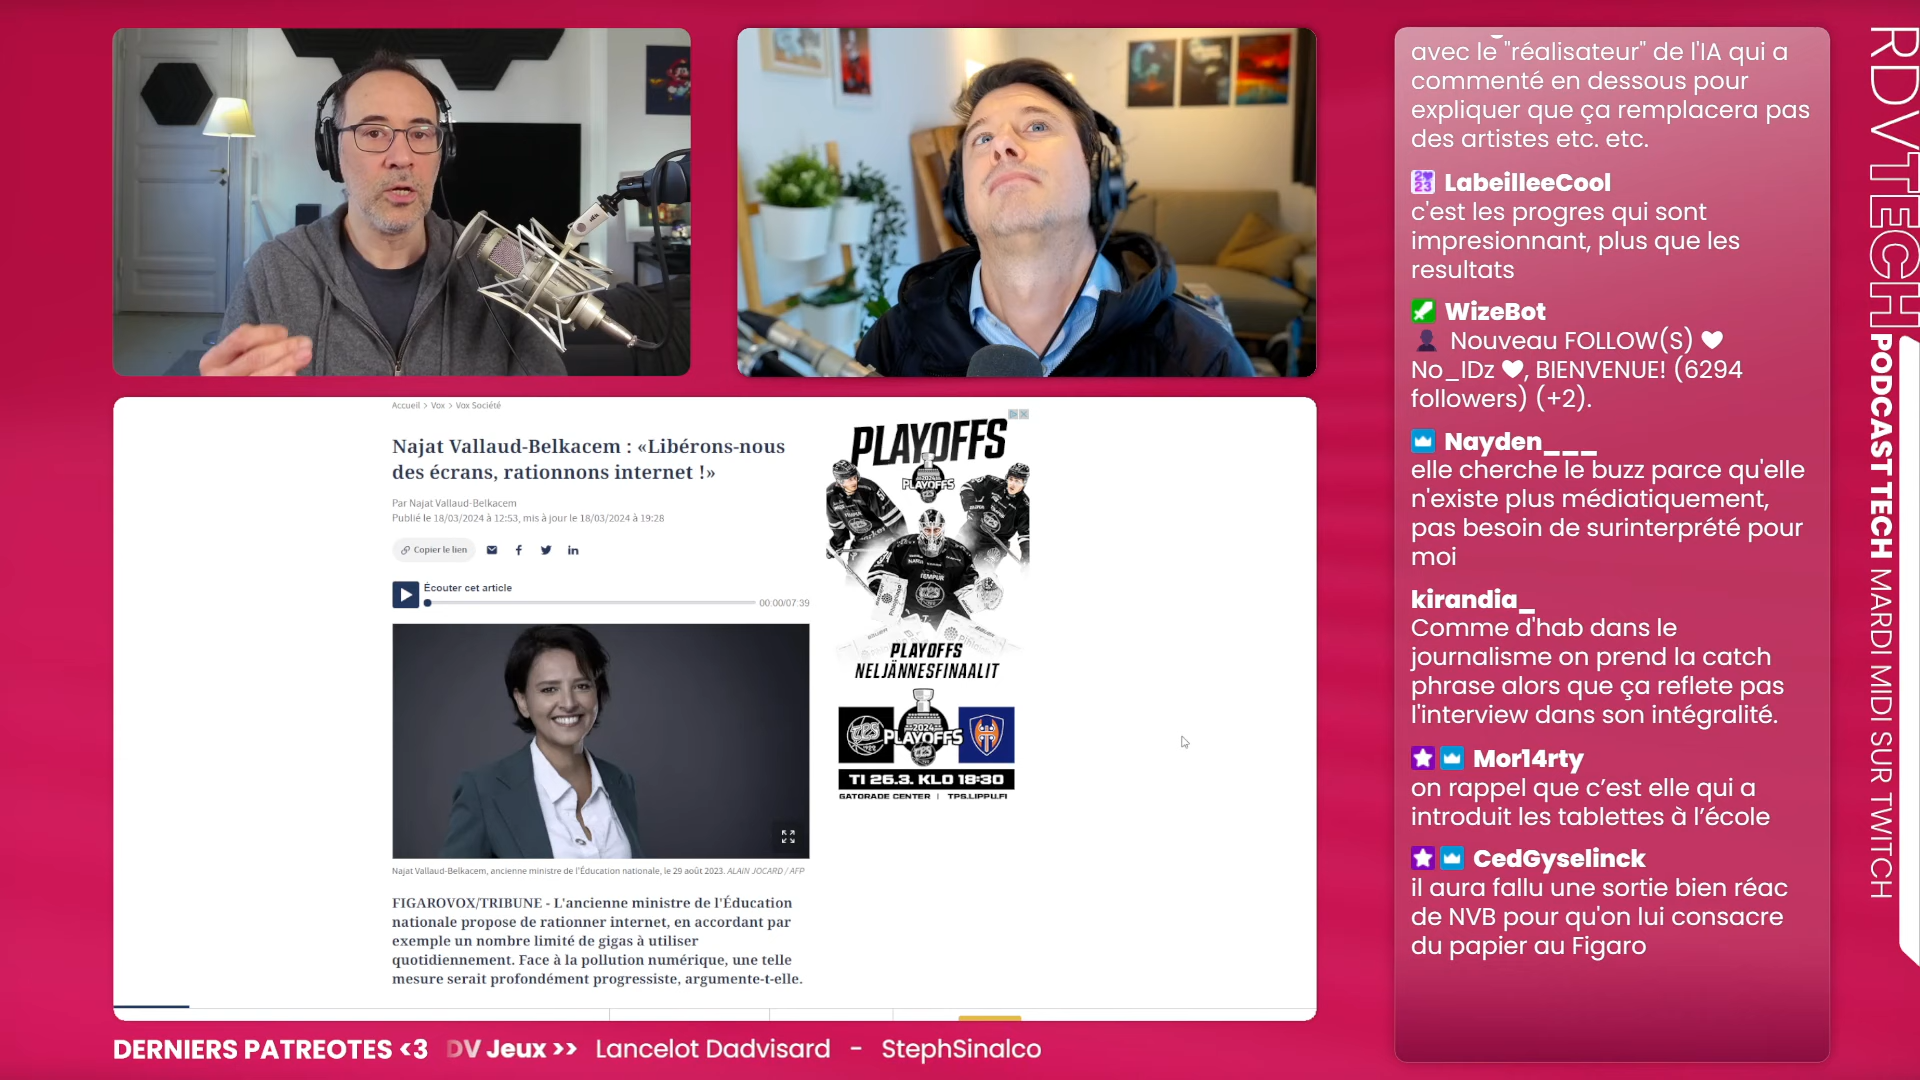 Accueil > Vox > Vox Société
Najat Vallaud-Belkacem : «Libérons-nous
des écrans, rationnons internet !»
Par Najat Vallaud-Belkacem
Publié le 18/03/2024 à 12:53, mis à jour le 18/03/2024 à 19:28
Copier le lien
Écouter cet article
00:00/07:39
Najat Vallaud-Belkacem, ancienne ministre de l'Éducation nationale, le 29 août 2023. ALAIN JOCARD / AFP
FIGAROVOX/TRIBUNE - L'ancienne ministre de l'Éducation
nationale propose de rationner internet, en accordant par
exemple un nombre limité de gigas à utiliser
quotidiennement. Face à la pollution numérique, une telle
mesure serait profondément progressiste, argumente-t-elle.
PLAYOFFS
2024
PLAYOFFS
PLAYOFFS
NELJÄNNESFINAALIT
2024
PLAYOFFS
TPS
TI 26.3. KLO 18:30
GATORADE CENTER | TPS.LIPPU.FI
DERNIERS PATREOTES <3 DV Jeux >> Lancelot Dadvisard - StephSinalco
avec le "réalisateur" de l'IA qui a
commenté en dessous pour
expliquer que ça remplacera pas
des artistes etc. etc.
LabeilleeCool
c'est les progres qui sont
impresionnant, plus que les
resultats
WizeBot
Nouveau FOLLOW(S) ♥
No_IDz ♥, BIENVENUE! (6294
followers) (+2).
Nayden___
elle cherche le buzz parce qu'elle
n'existe plus médiatiquement,
pas besoin de surinterprété pour
moi
kirandia_
Comme d'hab dans le
journalisme on prend la catch
phrase alors que ça reflete pas
l'interview dans son intégralité.
Mor14rty
on rappel que c’est elle qui a
introduit les tablettes à l’école
CedGyselinck
il aura fallu une sortie bien réac
de NVB pour qu'on lui consacre
du papier au Figaro
RDVTECH PODCAST TECH MARDI MIDI SUR TWITCH